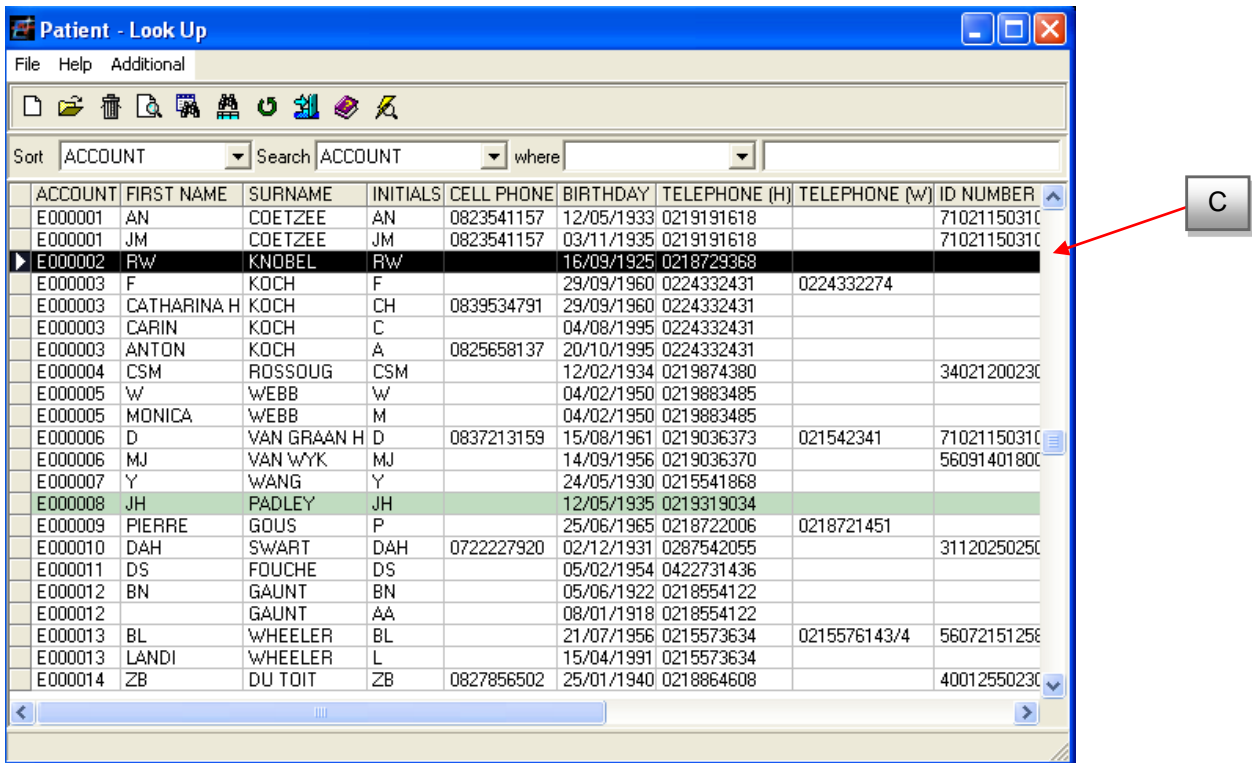 Patient - Look Up
File Help Additional
Sort ACCOUNT Search ACCOUNT where
ACCOUNT FIRST NAME SURNAME INITIALS CELL PHONE BIRTHDAY TELEPHONE (H) TELEPHONE (W) ID NUMBER
E000001 AN COETZEE AN 0823541157 12/05/1933 0219191618 71021150310
E000001 JM COETZEE JM 0823541157 03/11/1935 0219191618 71021150310
E000002 RW KNOBEL RW 16/09/1925 0218729368
E000003 F KOCH F 29/09/1960 0224332431 0224332274
E000003 CATHARINA H KOCH CH 0839534791 29/09/1960 0224332431
E000003 CARIN KOCH C 04/08/1995 0224332431
E000003 ANTON KOCH A 0825658137 20/10/1995 0224332431
E000004 CSM ROSSOUG CSM 12/02/1934 0219874380 34021200230
E000005 W WEBB W 04/02/1950 0219883485
E000005 MONICA WEBB M 04/02/1950 0219883485
E000006 D VAN GRAAN H D 0837213159 15/08/1961 0219036373 021542341 71021150310
E000006 MJ VAN WYK MJ 14/09/1956 0219036370 56091401800
E000007 Y WANG Y 24/05/1930 0215541868
E000008 JH PADLEY JH 12/05/1935 0219319034
E000009 PIERRE GOUS P 25/06/1965 0218722006 0218721451
E000010 DAH SWART DAH 0722227920 02/12/1931 0287542055 31120250250
E000011 DS FOUCHE DS 05/02/1954 0422731436
E000012 BN GAUNT BN 05/06/1922 0218554122
E000012 GAUNT AA 08/01/1918 0218554122
E000013 BL WHEELER BL 21/07/1956 0215573634 0215576143/4 56072151258
E000013 LANDI WHEELER L 15/04/1991 0215573634
E000014 ZB DU TOIT ZB 0827856502 25/01/1940 0218864608 40012550230
C